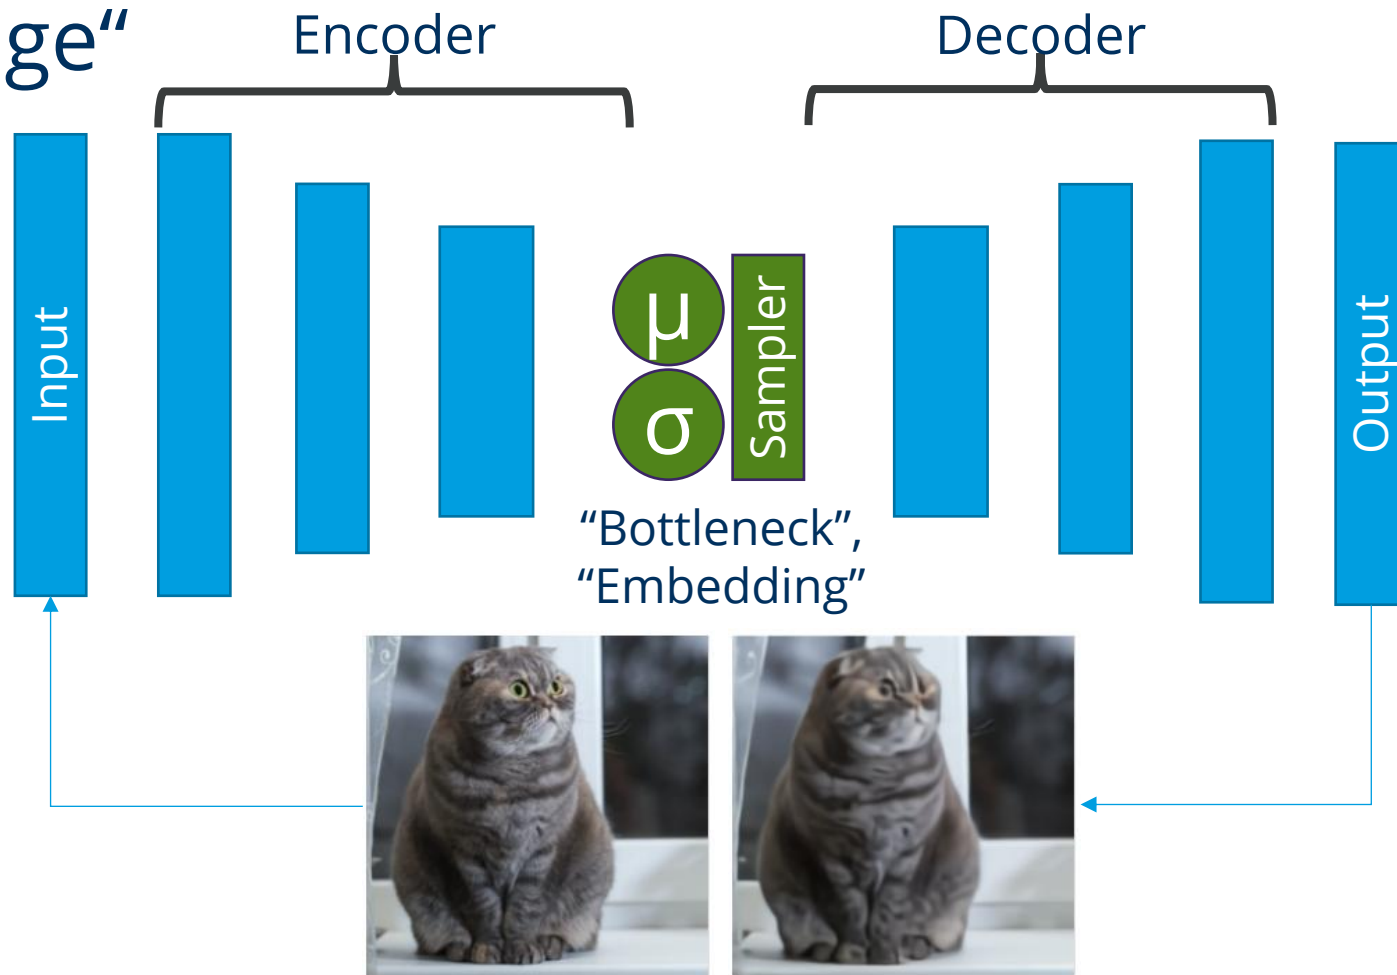 ge“
Encoder
Decoder
Input
μ
σ
Sampler
Output
“Bottleneck”,
“Embedding”